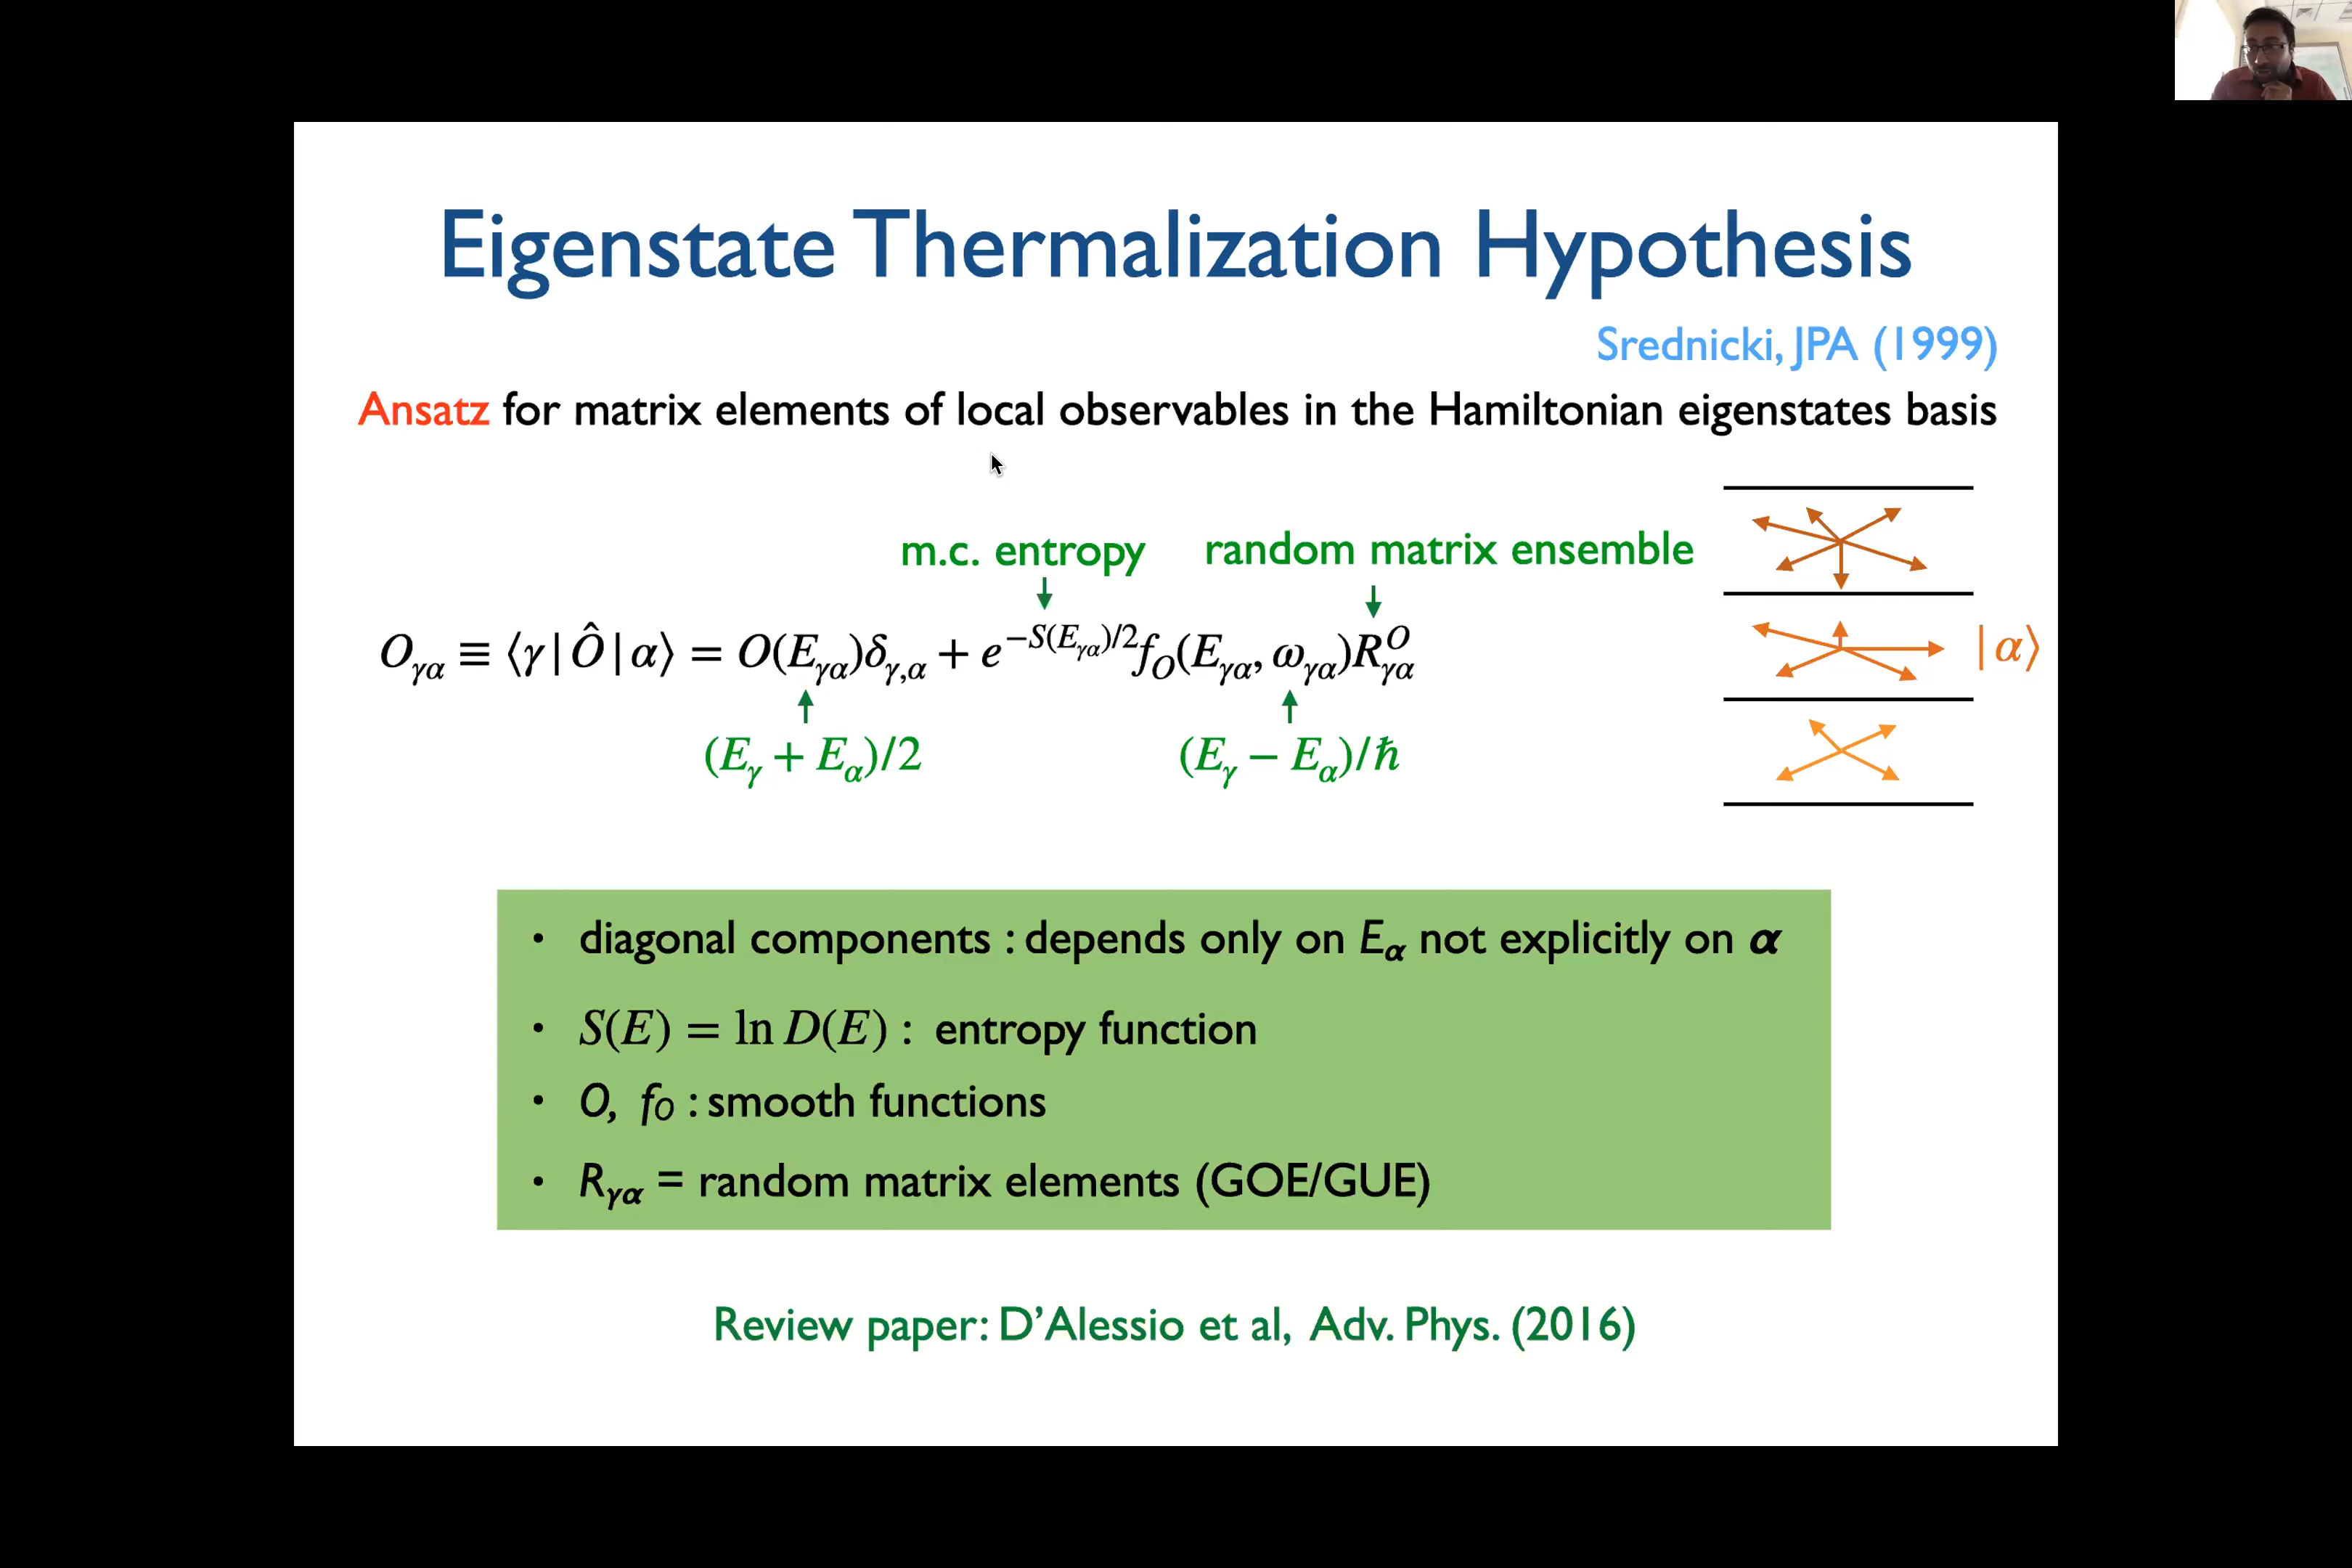 Eigenstate Thermalization Hypothesis
Srednicki, JPA (1999)
Ansatz for matrix elements of local observables in the Hamiltonian eigenstates basis
m.c. entropy
random matrix ensemble
O_{γα} ≡ ⟨γ|Ô|α⟩ = O(E_{γα})δ_{γ,α} + e^{−S(E_{γα})/2} f_O(E_{γα}, ω_{γα})R^O_{γα}
|α⟩
(E_γ + E_α)/2
(E_γ − E_α)/ℏ
• diagonal components : depends only on E_α not explicitly on α
• S(E) = ln D(E) : entropy function
• O, f_O : smooth functions
• R_{γα} = random matrix elements (GOE/GUE)
Review paper: D’Alessio et al, Adv. Phys. (2016)